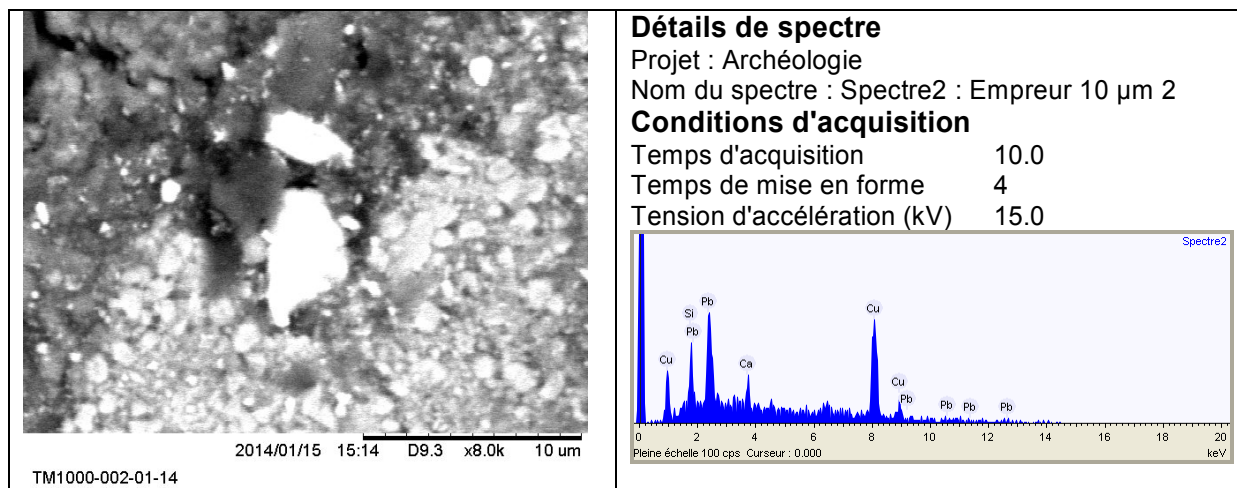 2014/01/15 15:14 D9.3 x8.0k 10 um
TM1000-002-01-14
Détails de spectre
Projet : Archéologie
Nom du spectre : Spectre2 : Empreur 10 µm 2
Conditions d'acquisition
Temps d'acquisition 10.0
Temps de mise en forme 4
Tension d'accélération (kV) 15.0
Spectre2
Cu
Si
Pb
Pb
Ca
Cu
Cu
Pb
Pb
Pb
Pb
0 2 4 6 8 10 12 14 16 18 20
Pleine échelle 100 cps Curseur : 0.000 keV